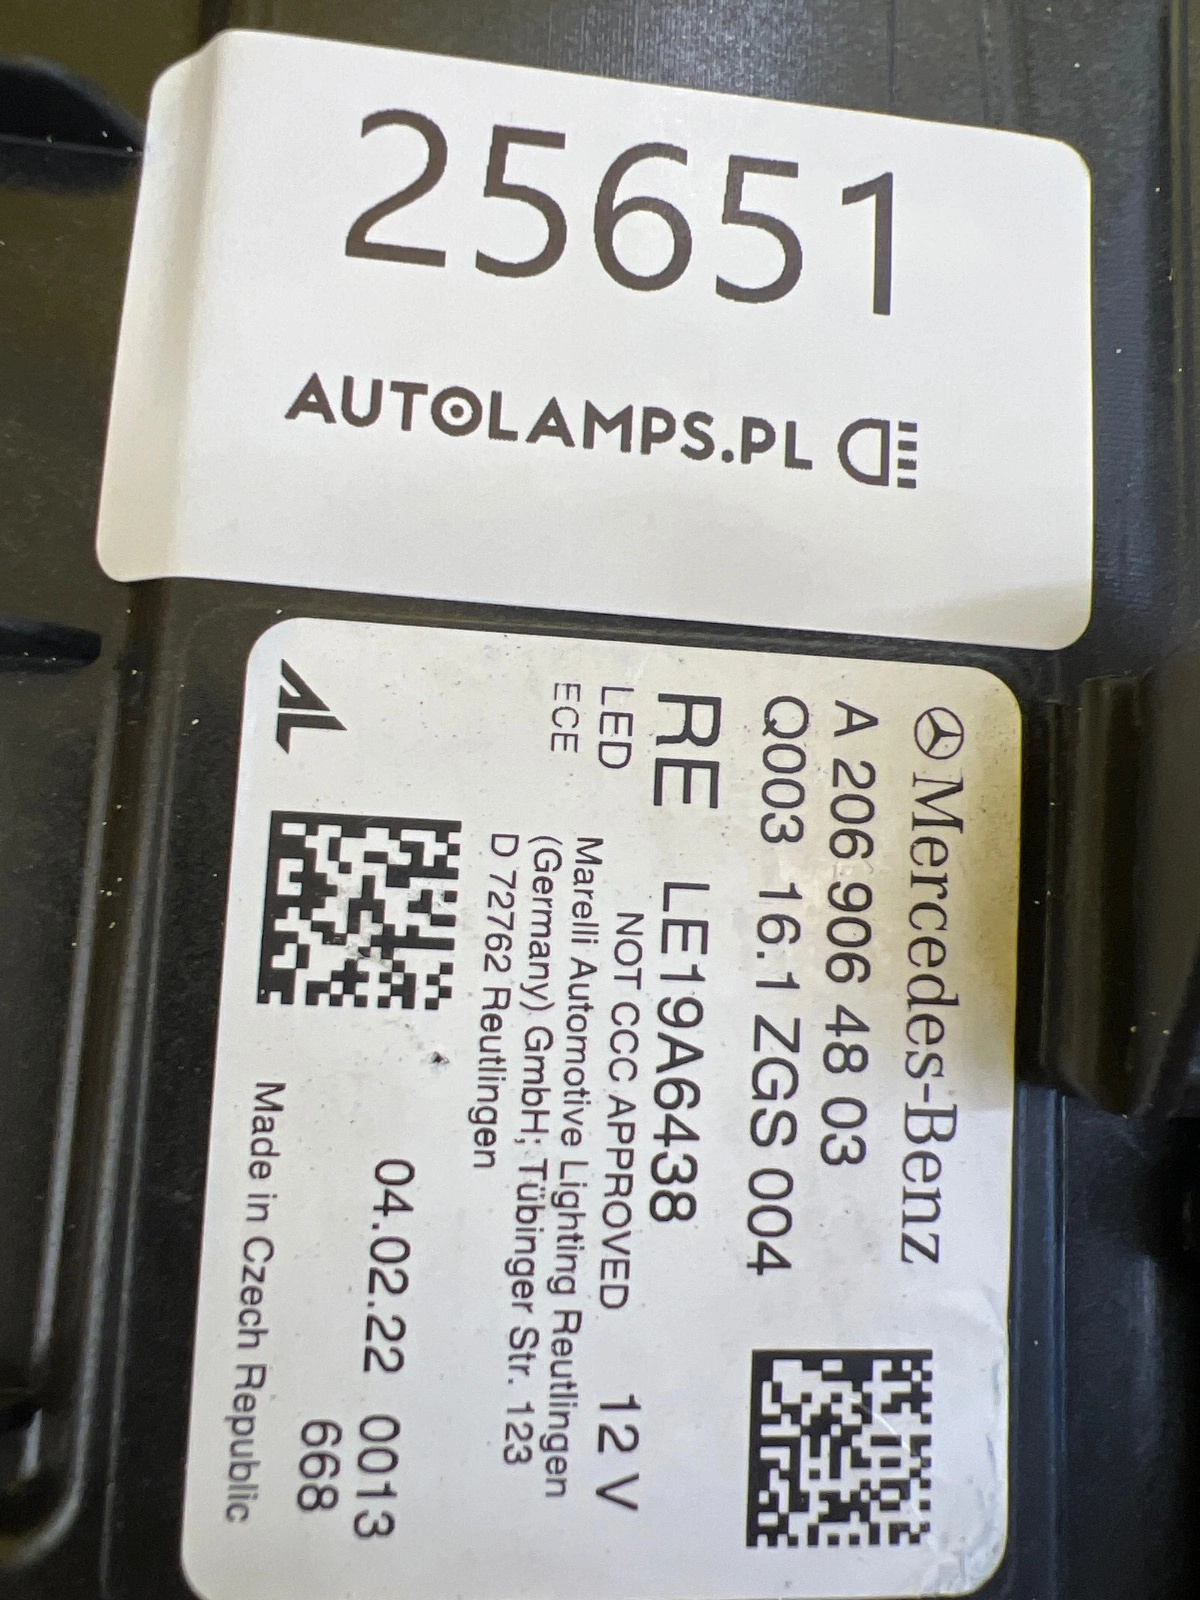 25651
AUTOLAMPS.PL
Mercedes-Benz
A 206 906 48 03
Q003 16.1 ZGS 004
RE LE19A6438
LED NOT CCC APPROVED 12 V
ECE Marelli Automotive Lighting Reutlingen
(Germany) GmbH; Tübinger Str. 123
D 72762 Reutlingen
04.02.22 0013
668
AL
Made in Czech Republic